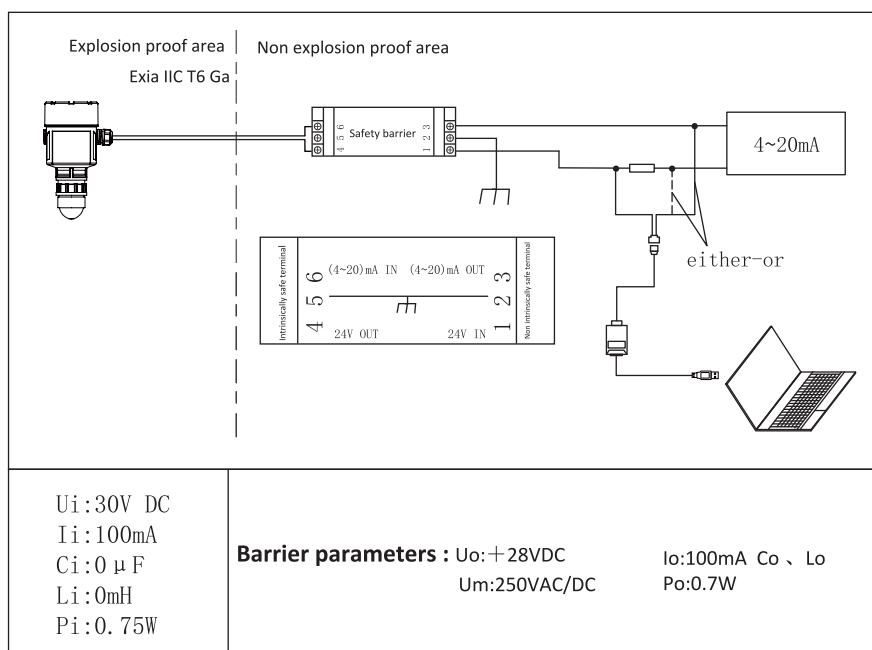 Explosion proof area
Non explosion proof area
Exia IIC T6 Ga
4 5 6
Safety barrier
1 2 3
4~20mA
either-or
Intrinsically safe terminal
4 5 6
(4~20)mA IN (4~20)mA OUT
24V OUT 24V IN
1 2 3
Non intrinsically safe terminal
Ui:30V DC
Ii:100mA
Ci:0μF
Li:0mH
Pi:0.75W
Barrier parameters : Uo:+28VDC Io:100mA Co 、Lo
Um:250VAC/DC Po:0.7W